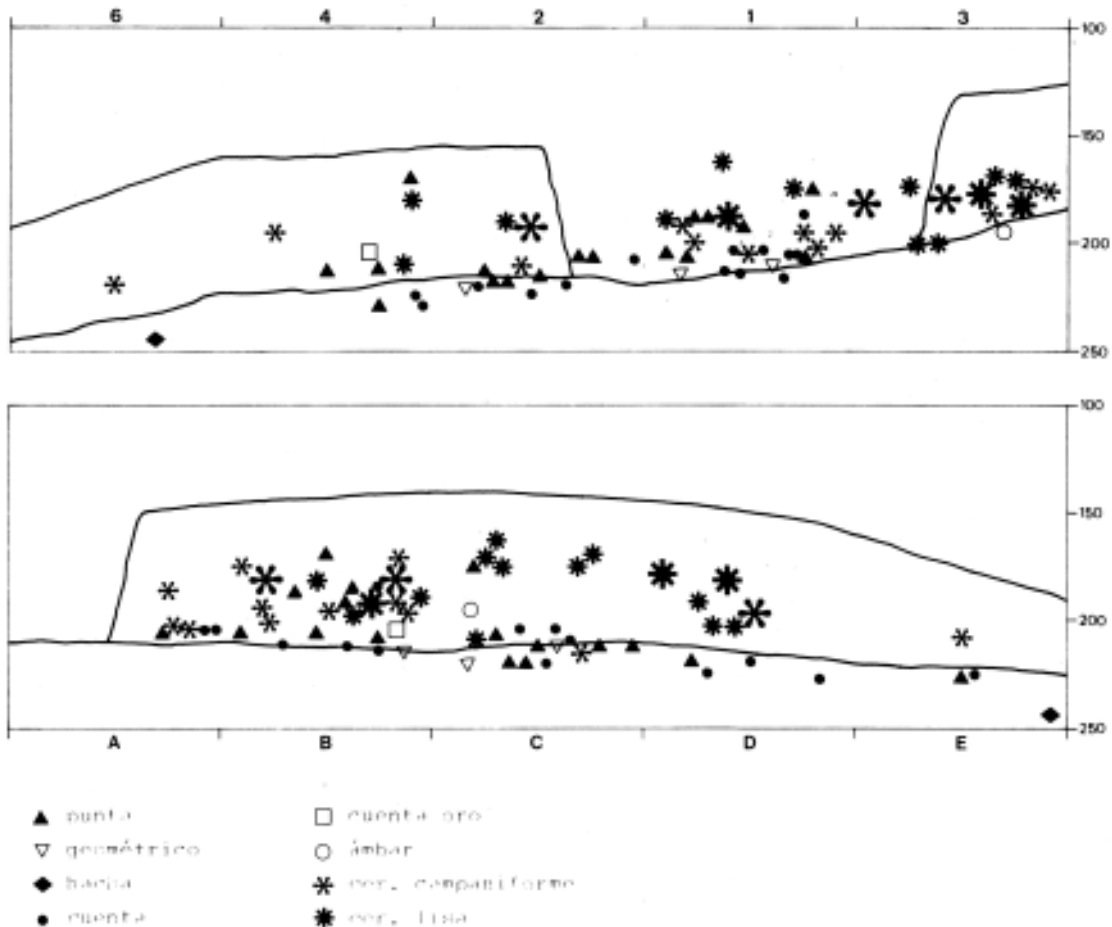 6 4 2 1 3
100
150
200
250
100
150
200
250
A B C D E
punta
cuenta oro
geométrico
ámbar
hacha
cer. campaniforme
cuenta
cer. lisa